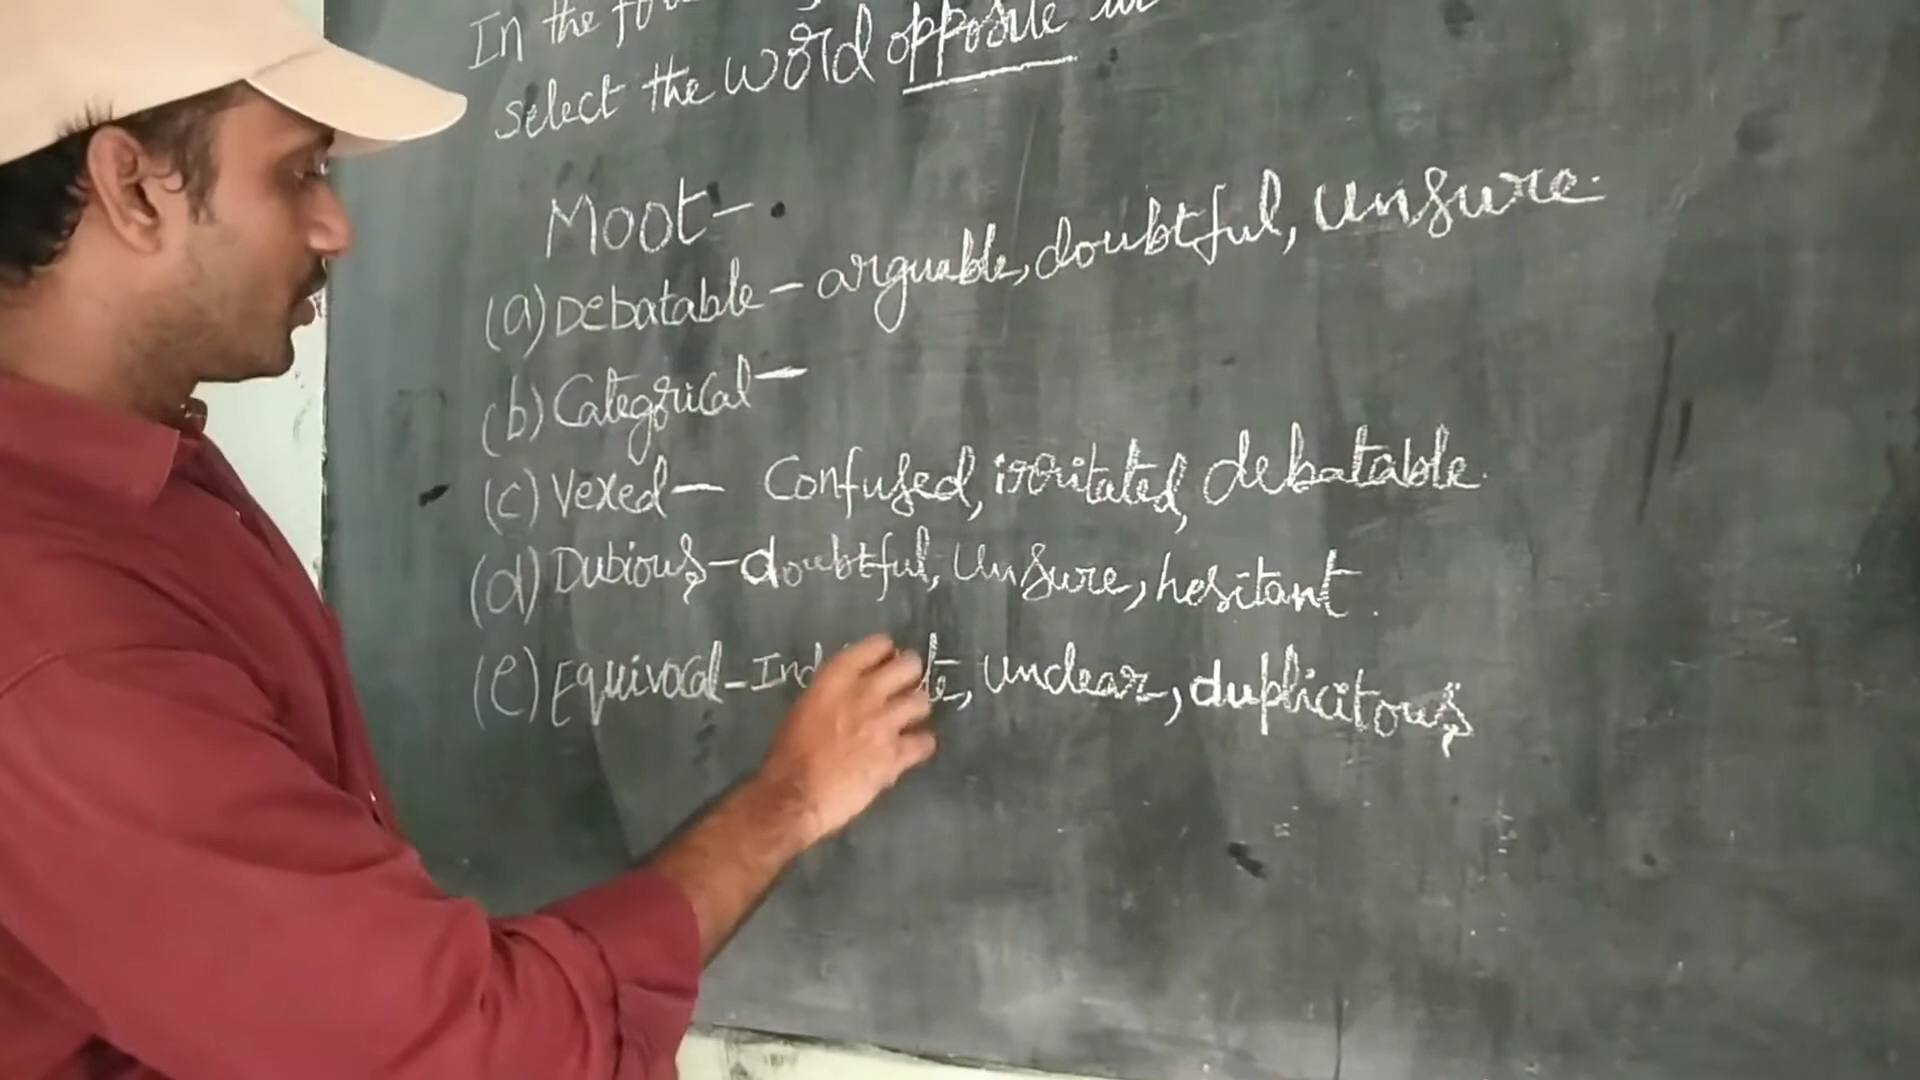 In the
select the word opposite in
Moot-
(a) Debatable - arguable, doubtful, unsure.
(b) Categorical -
(c) Vexed - Confused, irritated, debatable.
(d) Dubious - doubtful, unsure, hesitant.
(e) Equivocal - unclear, duplicitous